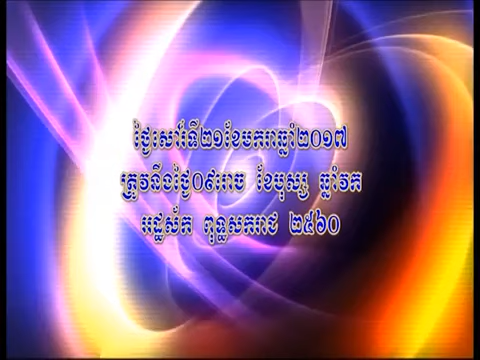 ថ្ងៃសៅរ៍ទី២១ខែមករាឆ្នាំ២០១៧
ត្រូវនឹងថ្ងៃ០៩រោច ខែបុស្ស ឆ្នាំវក
អដ្ឋស័ក ពុទ្ធសករាជ ២៥៦០